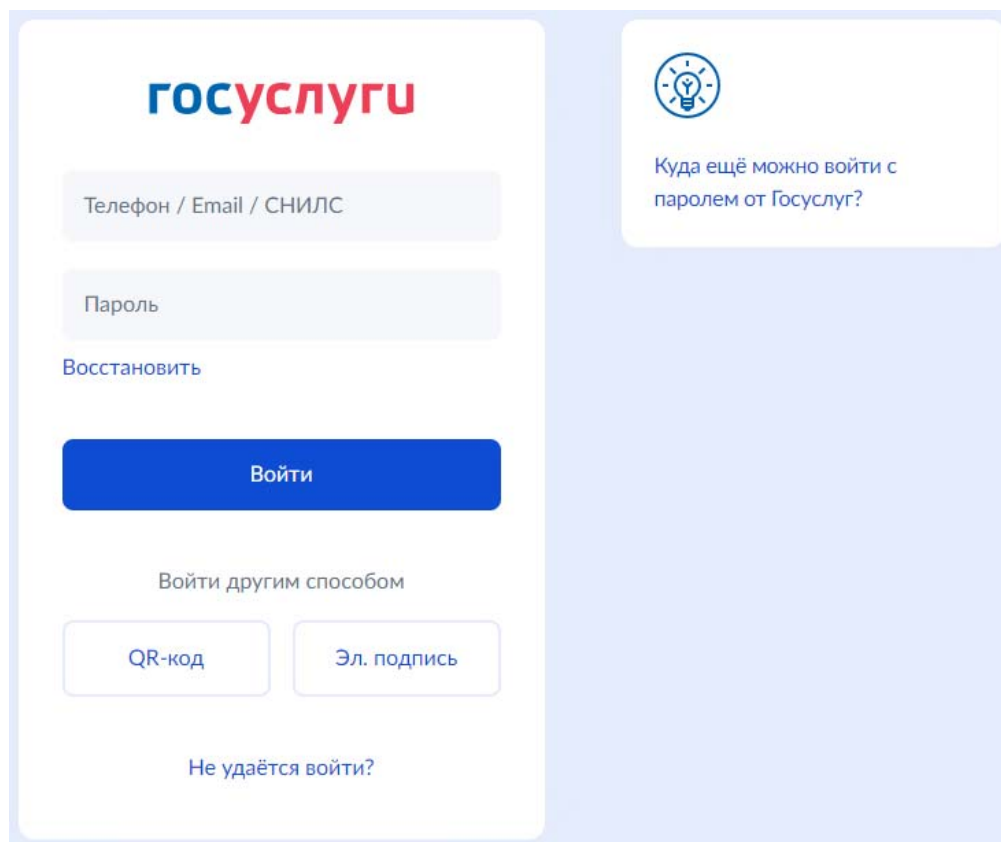 госуслуги
Телефон / Email / СНИЛС
Пароль
Восстановить
Войти
Войти другим способом
QR-код
Эл. подпись
Не удаётся войти?
Куда ещё можно войти с
паролем от Госуслуг?